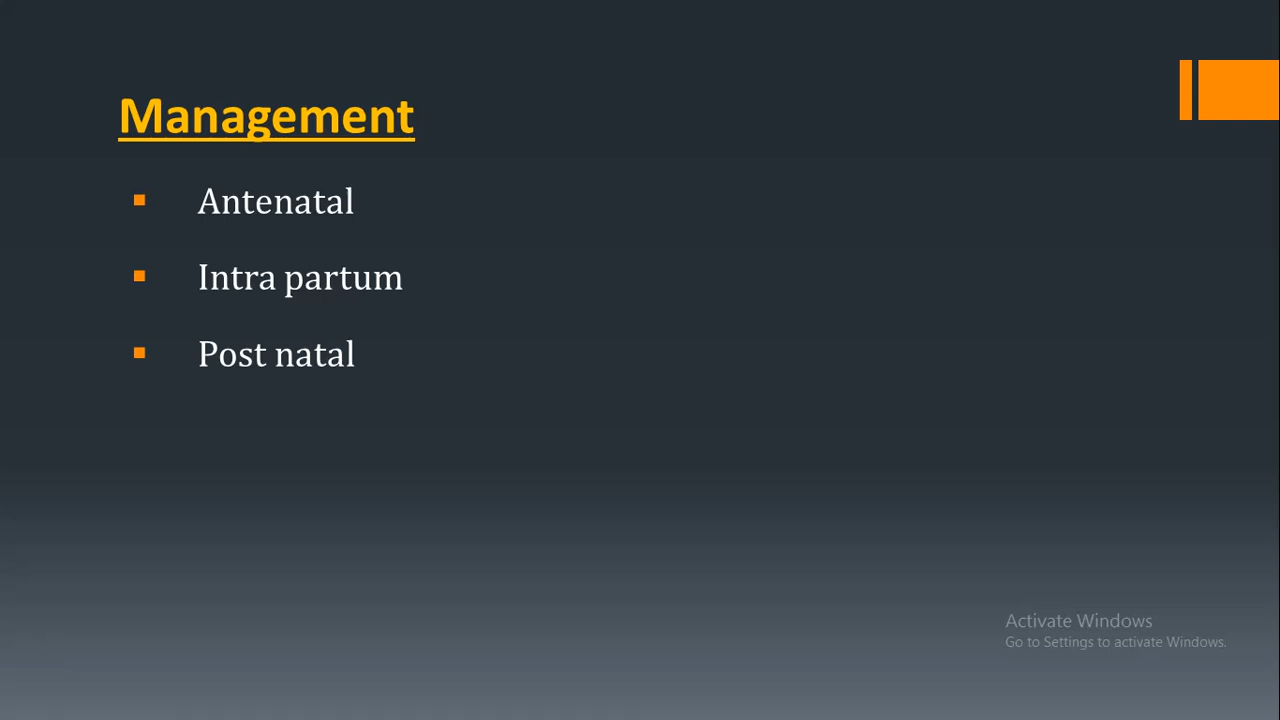 Management
Antenatal
Intra partum
Post natal
Activate Windows
Go to Settings to activate Windows.